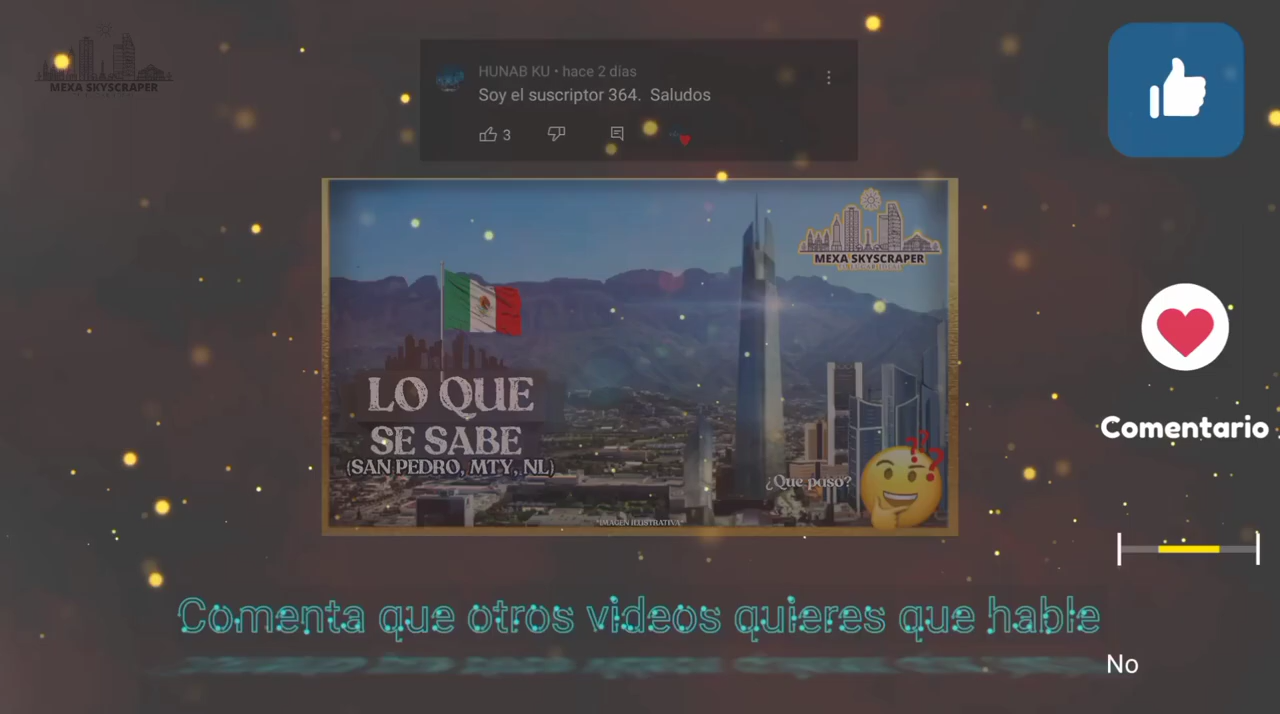 MEXA SKYSCRAPER
HUNAB KU • hace 2 días
Soy el suscriptor 364. Saludos
3
MEXA SKYSCRAPER
LO QUE
SE SABE
(SAN PEDRO, MTY, NL)
¿Que paso?
*IMAGEN ILUSTRATIVA*
Comentario
Comenta que otros videos quieres que hable
No